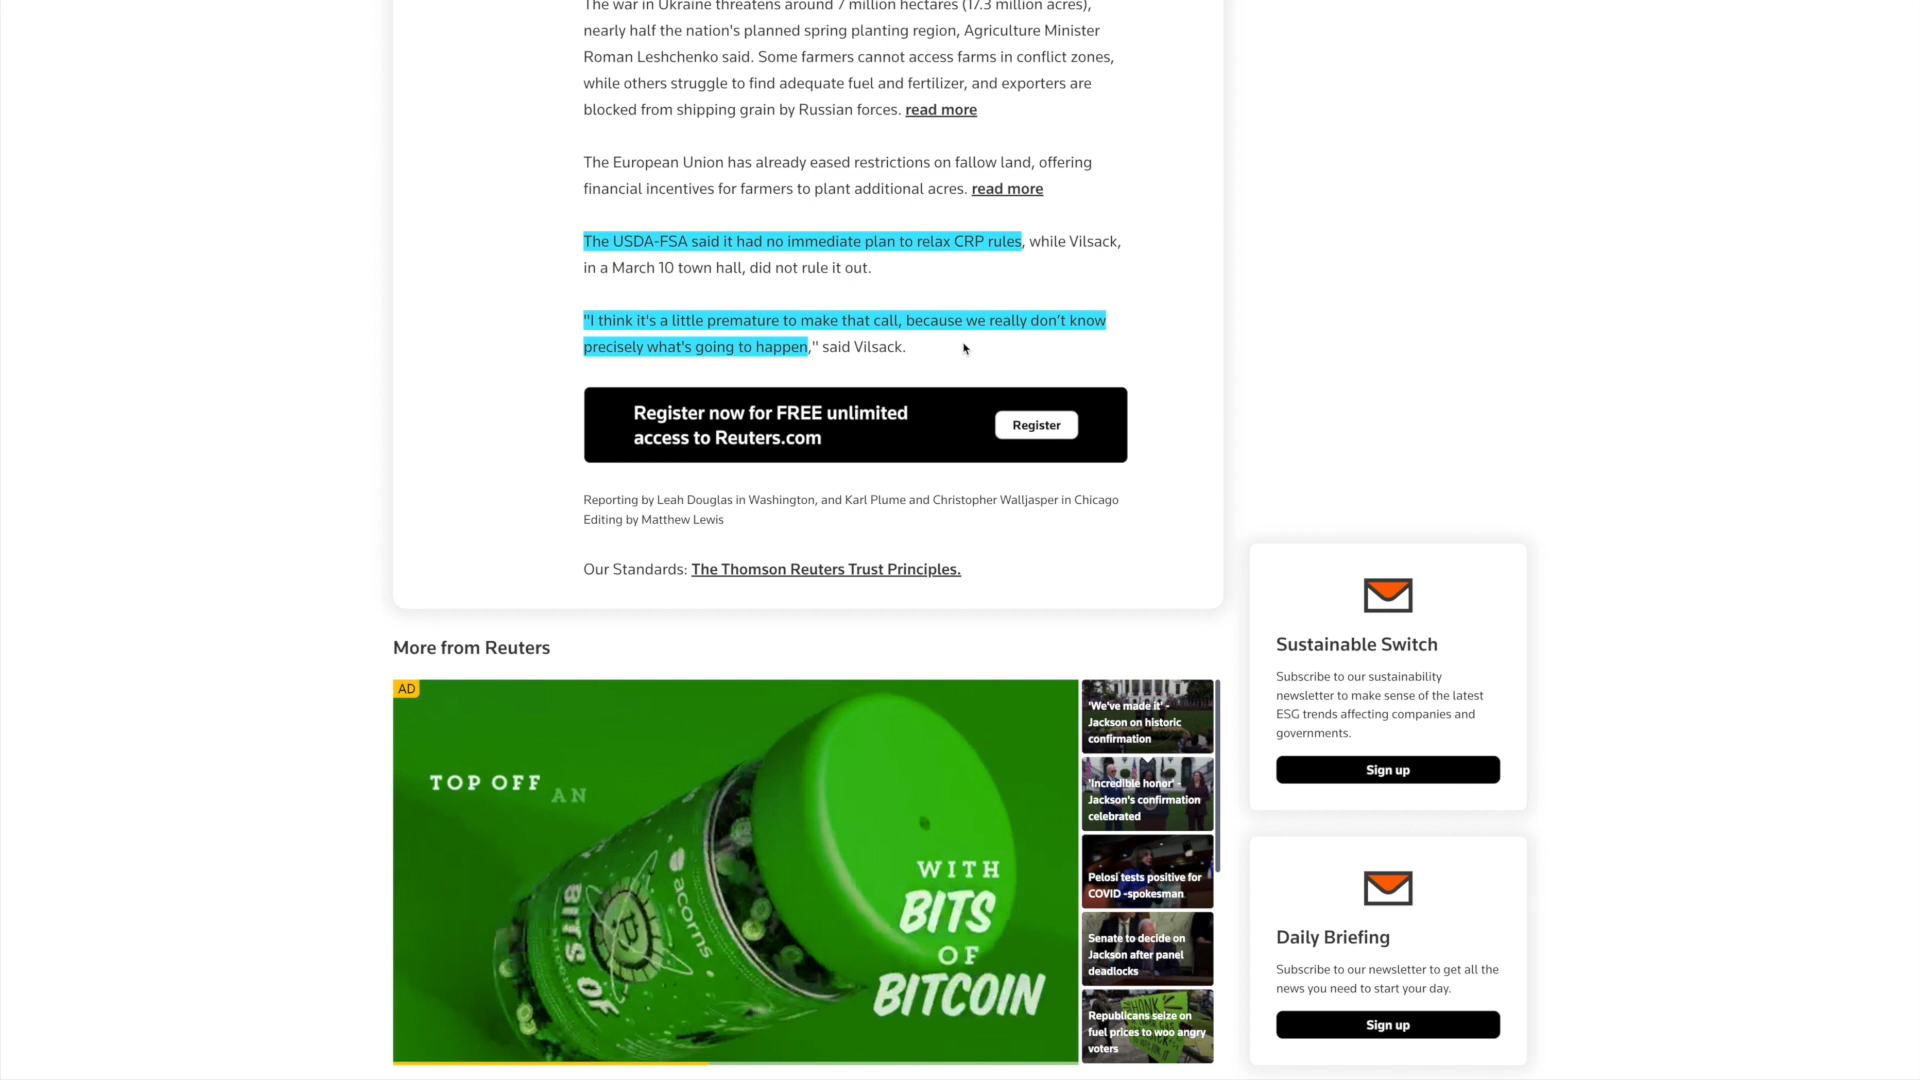 The war in Ukraine threatens around 7 million hectares (17.3 million acres),
nearly half the nation's planned spring planting region, Agriculture Minister
Roman Leshchenko said. Some farmers cannot access farms in conflict zones,
while others struggle to find adequate fuel and fertilizer, and exporters are
blocked from shipping grain by Russian forces. read more
The European Union has already eased restrictions on fallow land, offering
financial incentives for farmers to plant additional acres. read more
The USDA-FSA said it had no immediate plan to relax CRP rules, while Vilsack,
in a March 10 town hall, did not rule it out.
"I think it's a little premature to make that call, because we really don’t know
precisely what's going to happen," said Vilsack.
Register now for FREE unlimited
access to Reuters.com
Register
Reporting by Leah Douglas in Washington, and Karl Plume and Christopher Walljasper in Chicago
Editing by Matthew Lewis
Our Standards: The Thomson Reuters Trust Principles.
More from Reuters
AD
TOP OFF AN
WITH
BITS
OF
BITCOIN
acorns
BITS OF
'We've made it' -
Jackson on historic
confirmation
'Incredible honor' -
Jackson's confirmation
celebrated
Pelosi tests positive for
COVID -spokesman
Senate to decide on
Jackson after panel
deadlocks
Republicans seize on
fuel prices to woo angry
voters
Sustainable Switch
Subscribe to our sustainability
newsletter to make sense of the latest
ESG trends affecting companies and
governments.
Sign up
Daily Briefing
Subscribe to our newsletter to get all the
news you need to start your day.
Sign up